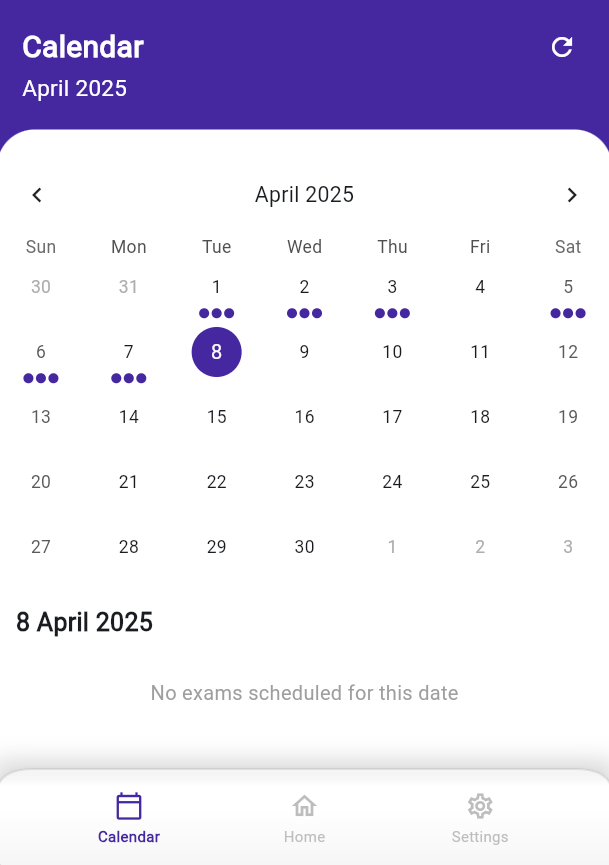 Calendar
April 2025
April 2025
Sun Mon Tue Wed Thu Fri Sat
30 31 1 2 3 4 5
6 7 8 9 10 11 12
13 14 15 16 17 18 19
20 21 22 23 24 25 26
27 28 29 30 1 2 3
8 April 2025
No exams scheduled for this date
Calendar Home Settings